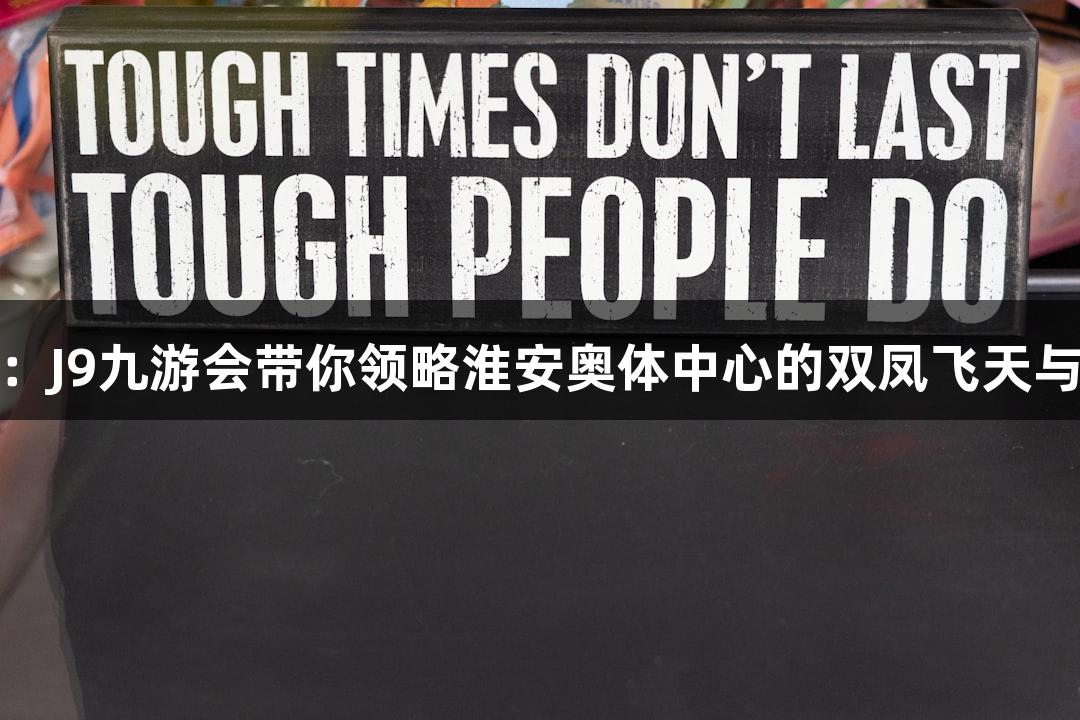 TOUGH TIMES DON'T LAST
TOUGH PEOPLE DO
：J9九游会带你领略淮安奥体中心的双凤飞天与